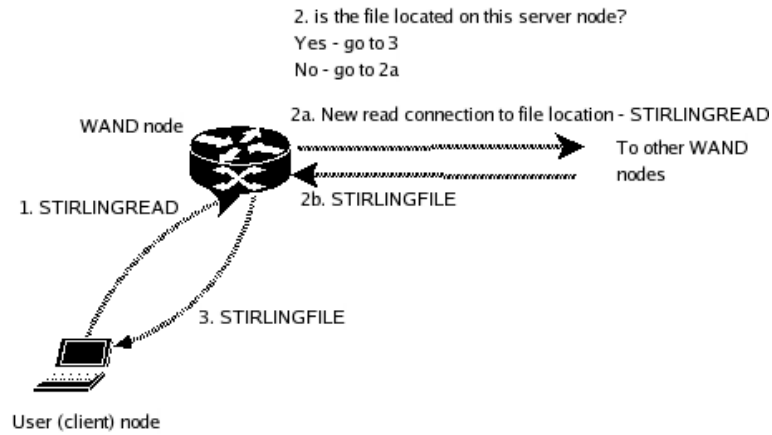 2. is the file located on this server node?
Yes - go to 3
No - go to 2a
2a. New read connection to file location - STIRLINGREAD
WAND node
To other WAND
nodes
2b. STIRLINGFILE
1. STIRLINGREAD
3. STIRLINGFILE
User (client) node